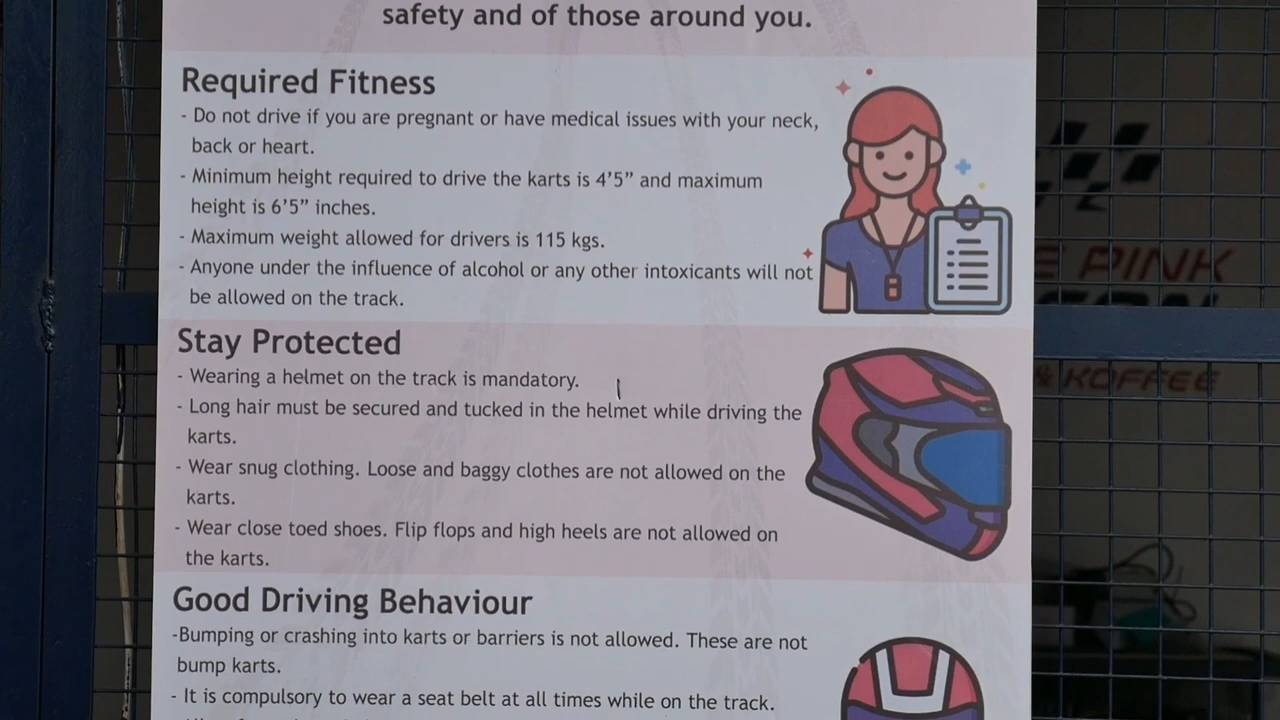 safety and of those around you.
Required Fitness
- Do not drive if you are pregnant or have medical issues with your neck,
back or heart.
- Minimum height required to drive the karts is 4’5” and maximum
height is 6’5” inches.
- Maximum weight allowed for drivers is 115 kgs.
- Anyone under the influence of alcohol or any other intoxicants will not
be allowed on the track.
Stay Protected
- Wearing a helmet on the track is mandatory.
- Long hair must be secured and tucked in the helmet while driving the
karts.
- Wear snug clothing. Loose and baggy clothes are not allowed on the
karts.
- Wear close toed shoes. Flip flops and high heels are not allowed on
the karts.
Good Driving Behaviour
-Bumping or crashing into karts or barriers is not allowed. These are not
bump karts.
- It is compulsory to wear a seat belt at all times while on the track.
PINK
& KOFFEE